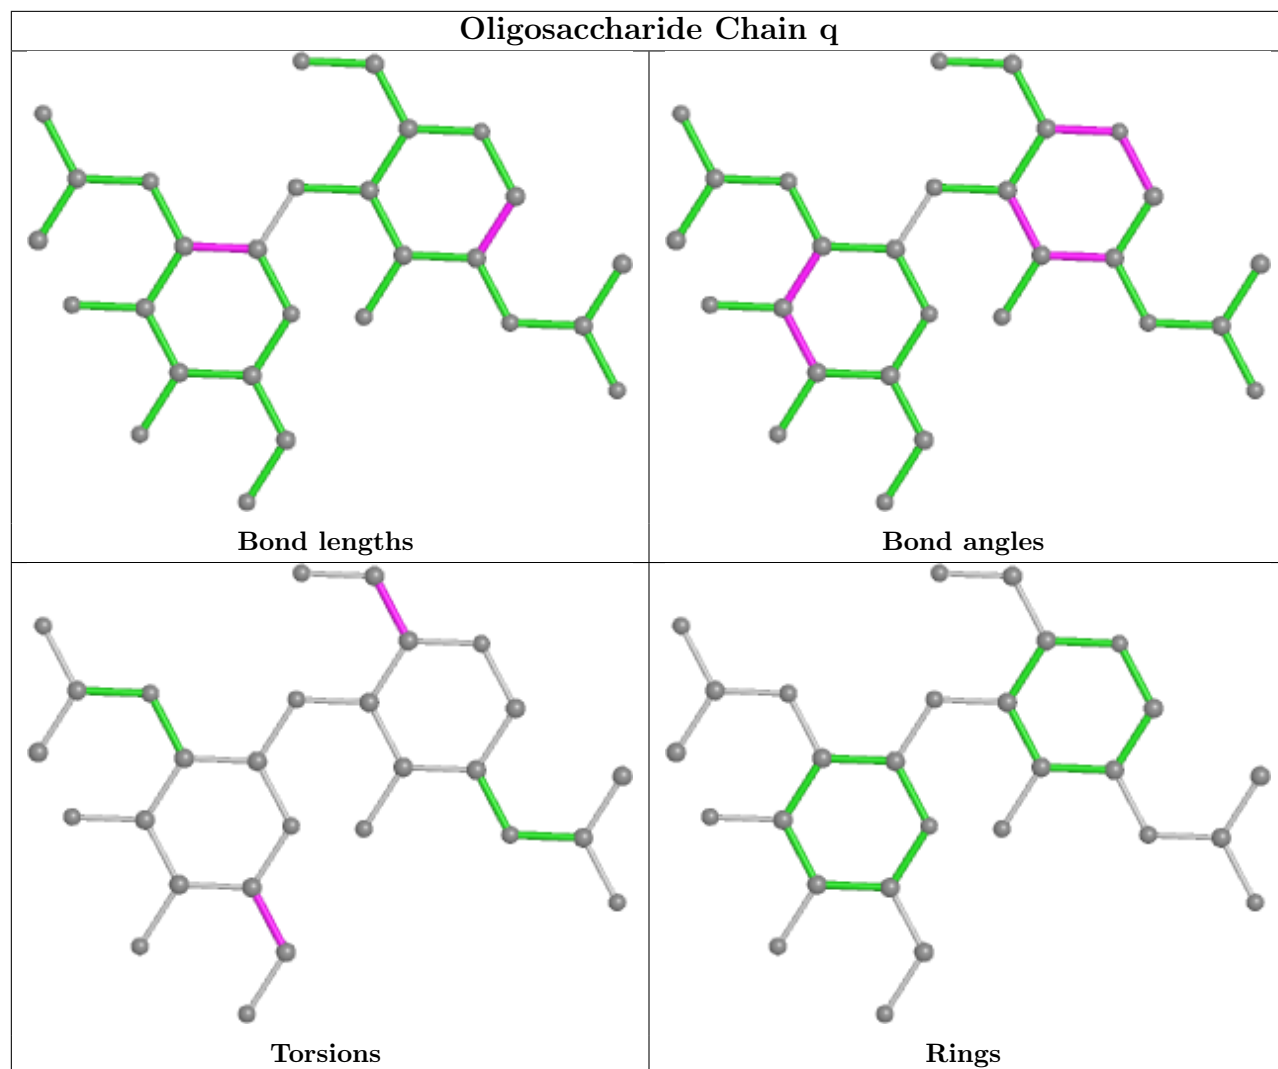 Oligosaccharide Chain q
Bond lengths
Bond angles
Torsions
Rings